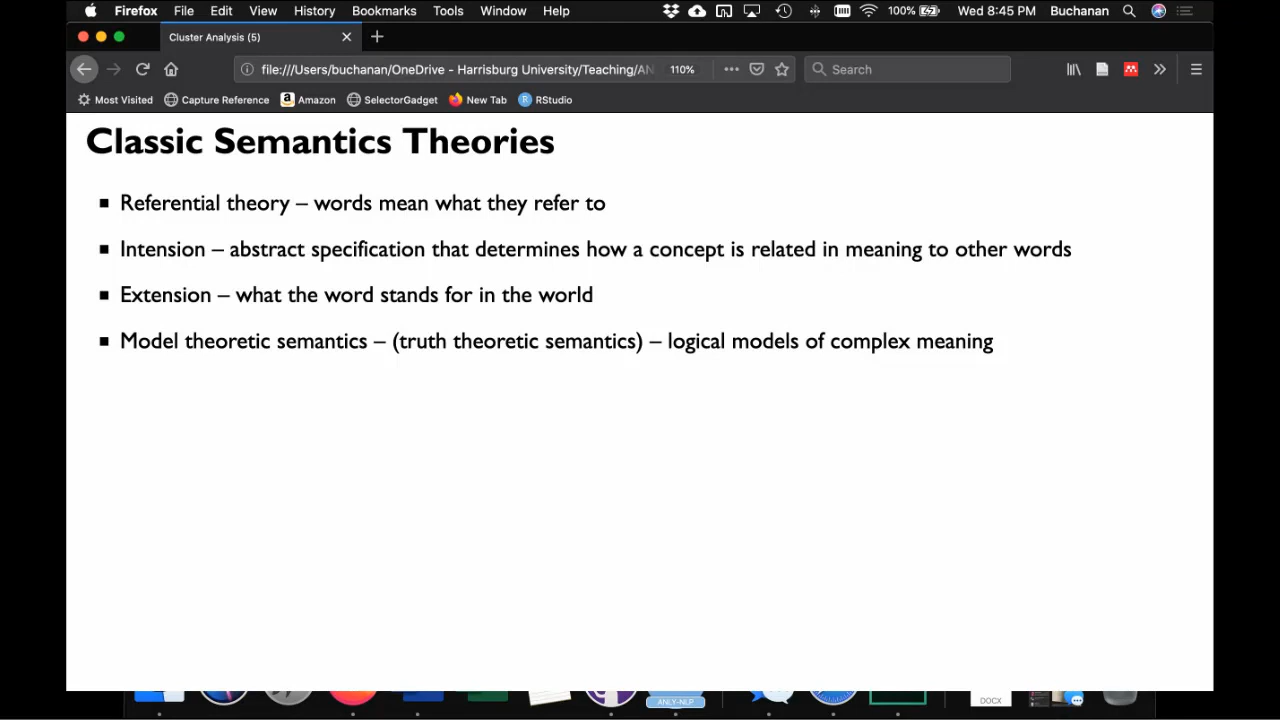 Firefox File Edit View History Bookmarks Tools Window Help 100% Wed 8:45 PM Buchanan
Cluster Analysis (5)
file:///Users/buchanan/OneDrive - Harrisburg University/Teaching/AN 110% Search
Most Visited Capture Reference Amazon SelectorGadget New Tab RStudio
Classic Semantics Theories
Referential theory – words mean what they refer to
Intension – abstract specification that determines how a concept is related in meaning to other words
Extension – what the word stands for in the world
Model theoretic semantics – (truth theoretic semantics) – logical models of complex meaning
ANLY-NLP DOCX